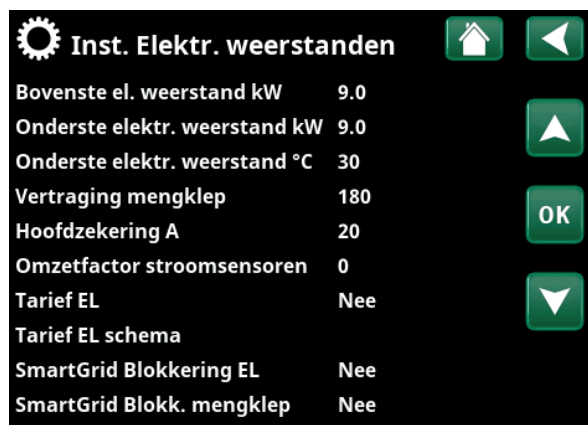 Inst. Elektr. weerstanden
Bovenste el. weerstand kW 9.0
Onderste elektr. weerstand kW 9.0
Onderste elektr. weerstand °C 30
Vertraging mengklep 180
OK
Hoofdzekering A 20
Omzetfactor stroomsensoren 0
Tarief EL Nee
Tarief EL schema
SmartGrid Blokkering EL Nee
SmartGrid Blokk. mengklep Nee